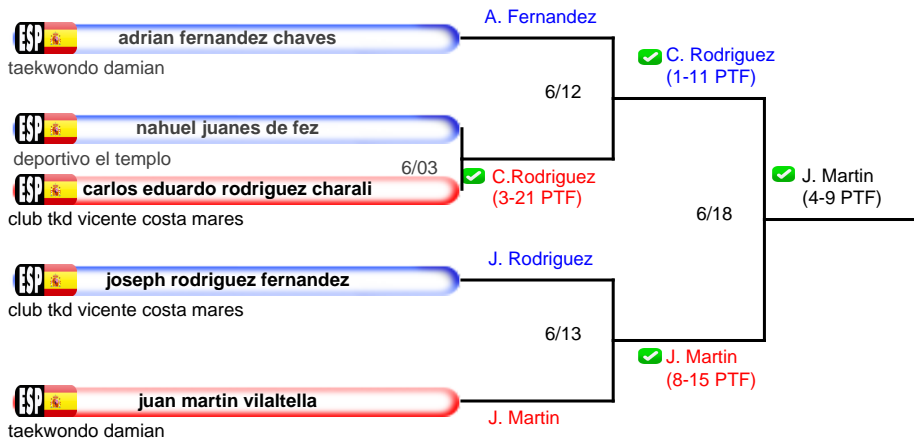 A. Fernandez
ESP adrian fernandez chaves
taekwondo damian
C. Rodriguez
(1-11 PTF)
6/12
ESP nahuel juanes de fez
deportivo el templo
6/03
C.Rodriguez
(3-21 PTF)
ESP carlos eduardo rodriguez charali
club tkd vicente costa mares
J. Martin
(4-9 PTF)
6/18
J. Rodriguez
ESP joseph rodriguez fernandez
club tkd vicente costa mares
6/13
J. Martin
(8-15 PTF)
ESP juan martin vilaltella
J. Martin
taekwondo damian